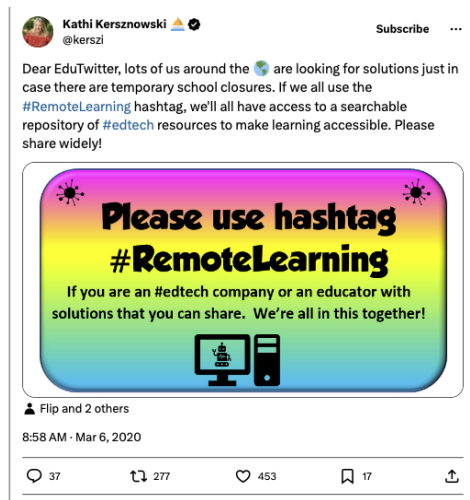 Kathi Kersznowski
Subscribe
@kerszi
Dear EduTwitter, lots of us around the 🌎 are looking for solutions just in
case there are temporary school closures. If we all use the
#RemoteLearning hashtag, we'll all have access to a searchable
repository of #edtech resources to make learning accessible. Please
share widely!
Please use hashtag
#RemoteLearning
If you are an #edtech company or an educator with
solutions that you can share.  We're all in this together!
Flip and 2 others
8:58 AM · Mar 6, 2020
37
277
453
17